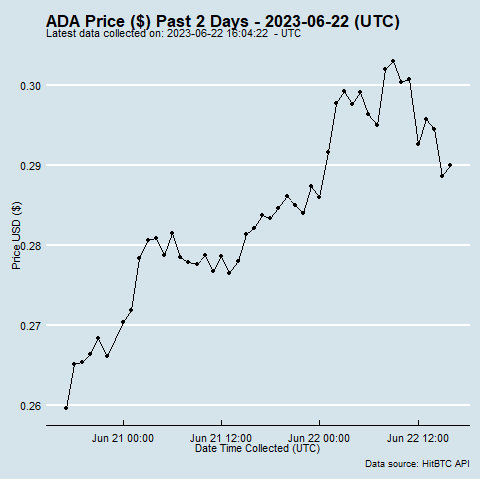 ADA Price ($) Past 2 Days - 2023-06-22 (UTC)
Latest data collected on: 2023-06-22 16:04:22 - UTC
Price USD ($)
0.30
0.29
0.28
0.27
0.26
Jun 21 00:00
Jun 21 12:00
Jun 22 00:00
Jun 22 12:00
Date Time Collected (UTC)
Data source: HitBTC API